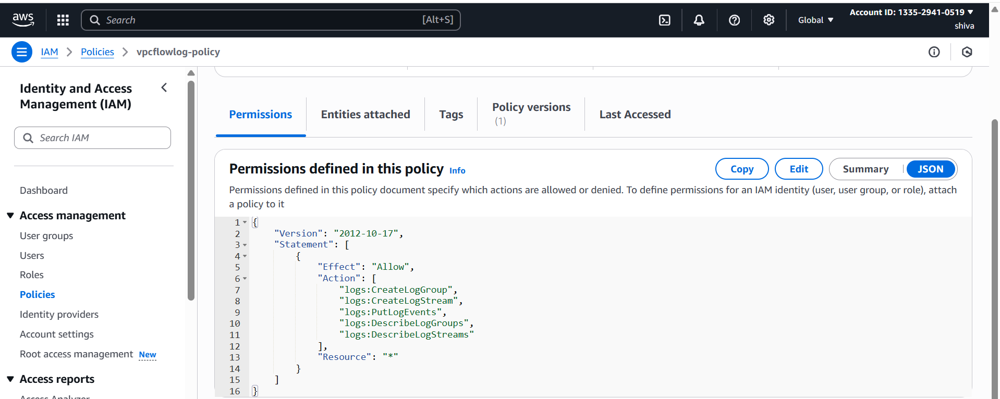 aws
Search
[Alt+S]
Global
Account ID: 1335-2941-0519
shiva
IAM
Policies
vpcflowlog-policy
Identity and Access
Management (IAM)
Search IAM
Dashboard
Access management
User groups
Users
Roles
Policies
Identity providers
Account settings
Root access management New
Access reports
Access Analyzer
Permissions
Entities attached
Tags
Policy versions
(1)
Last Accessed
Permissions defined in this policy Info
Copy
Edit
Summary
JSON
Permissions defined in this policy document specify which actions are allowed or denied. To define permissions for an IAM identity (user, user group, or role), attach
a policy to it
1 {
2 "Version": "2012-10-17",
3 "Statement": [
4 {
5 "Effect": "Allow",
6 "Action": [
7 "logs:CreateLogGroup",
8 "logs:CreateLogStream",
9 "logs:PutLogEvents",
10 "logs:DescribeLogGroups",
11 "logs:DescribeLogStreams"
12 ],
13 "Resource": "*"
14 }
15 ]
16 }